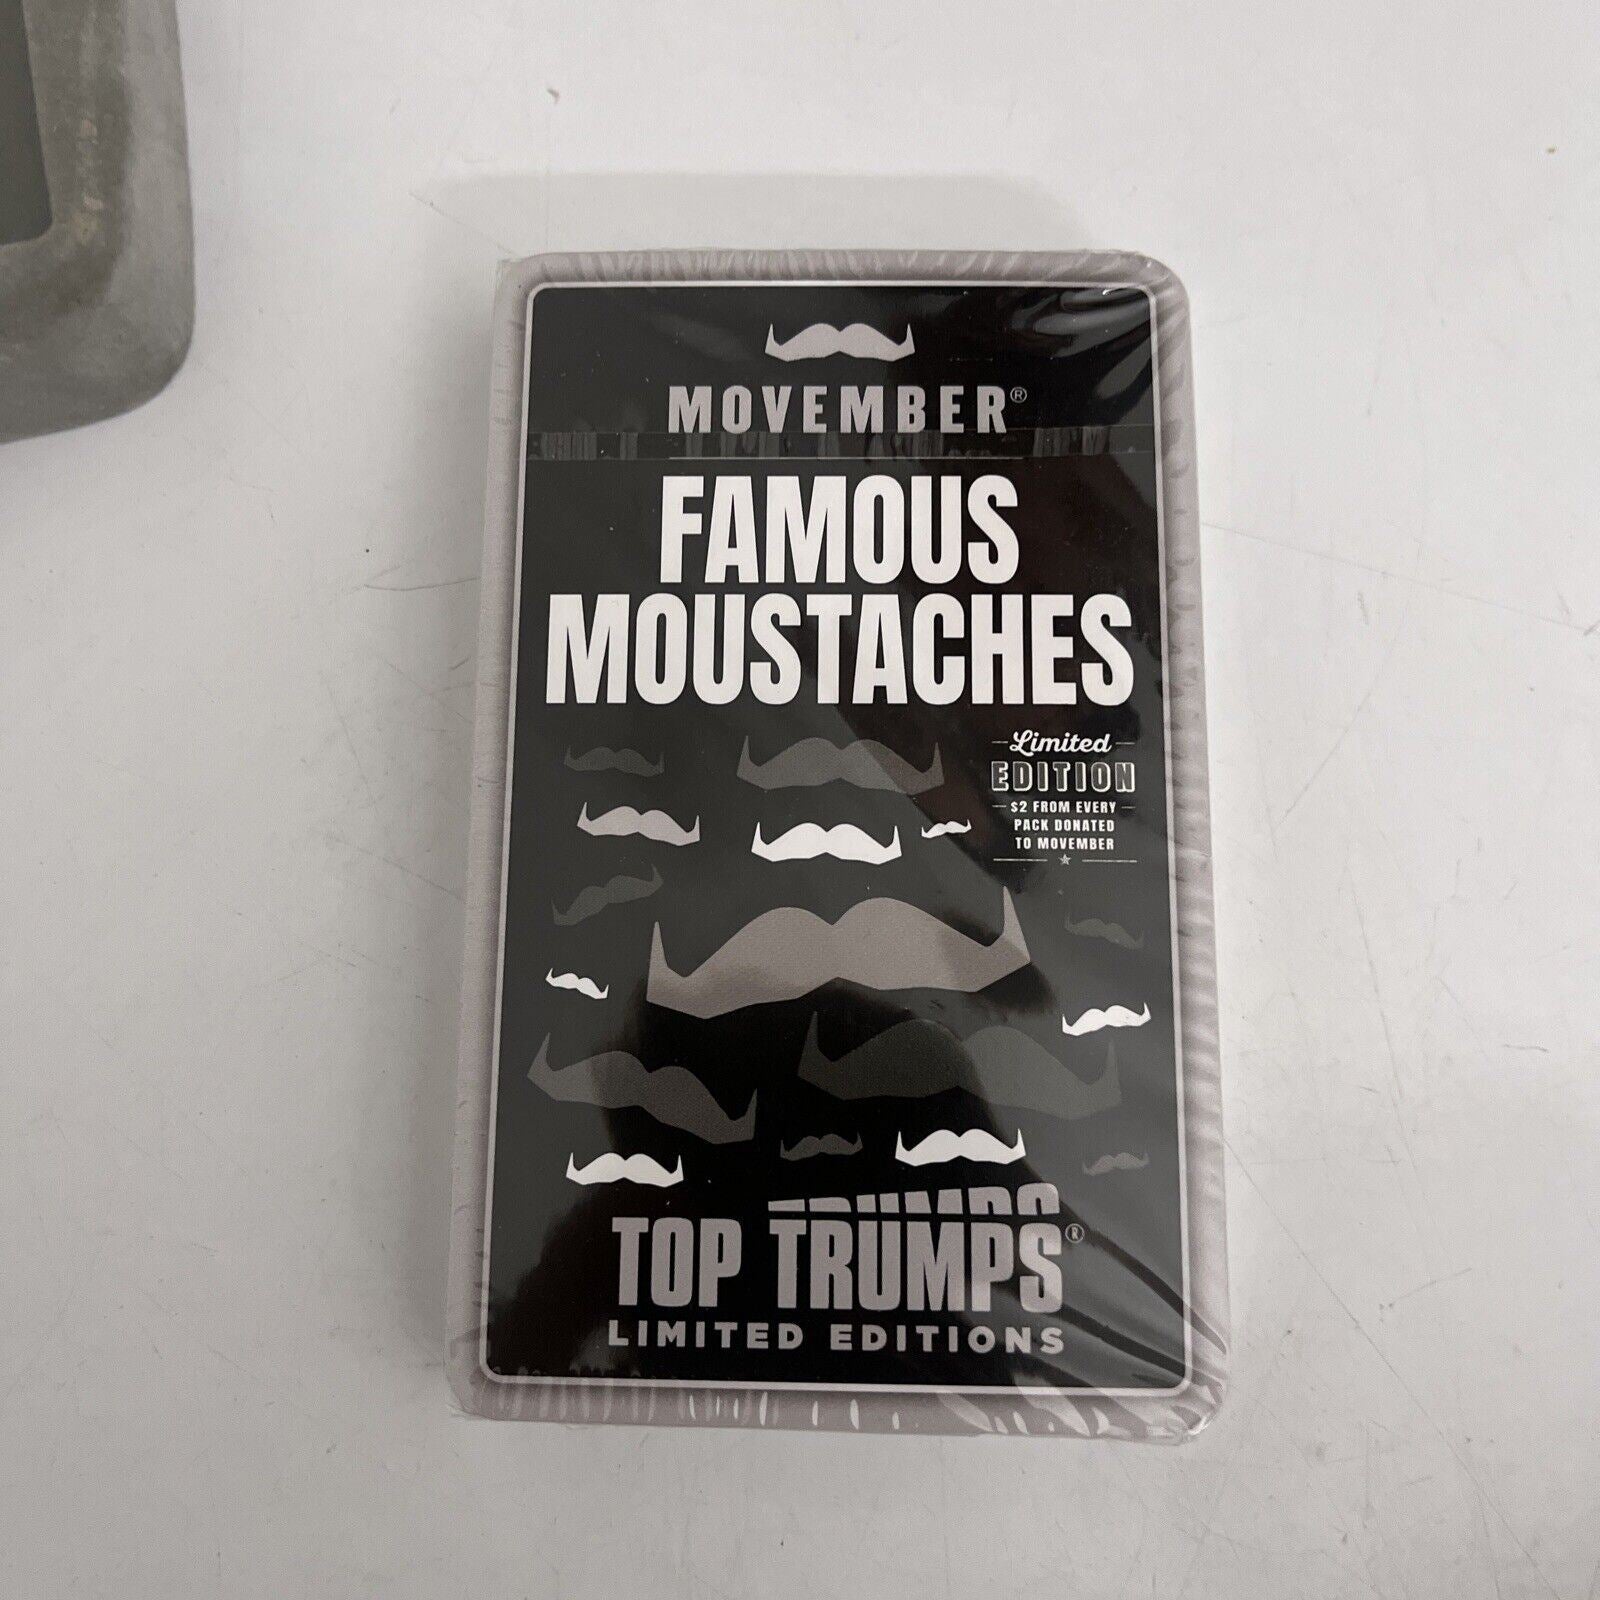 MOVEMBER®
FAMOUS
MOUSTACHES
Limited
EDITION
$2 FROM EVERY
PACK DONATED
TO MOVEMBER
TOP TRUMPS®
LIMITED EDITIONS